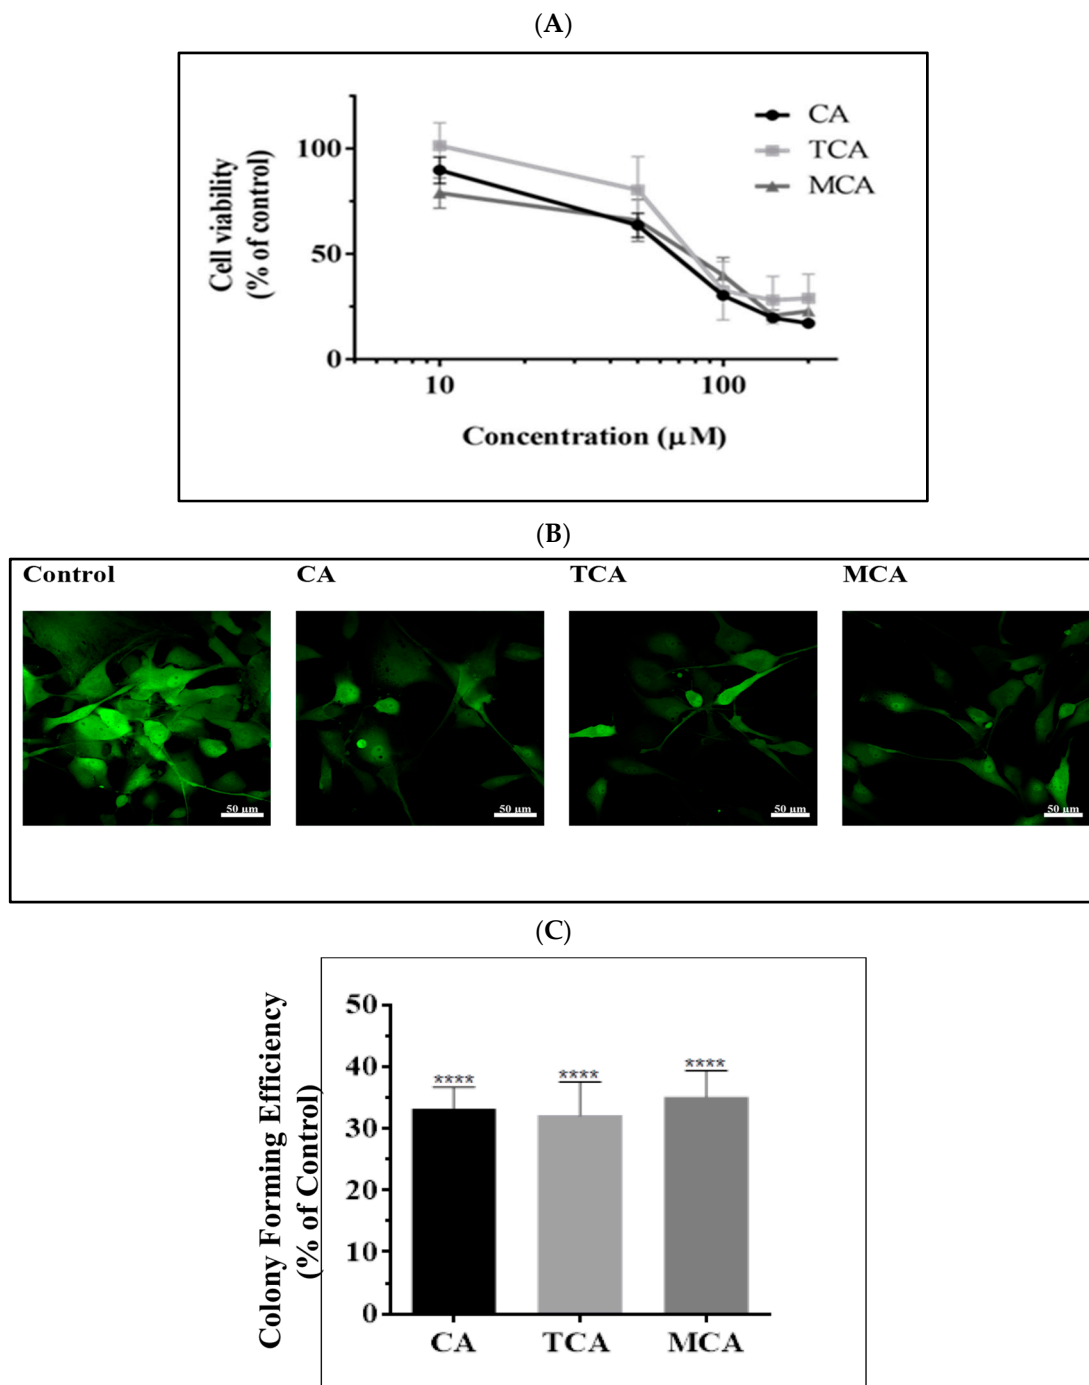 (A)
CA
TCA
MCA
100
50
0
Cell viability
(% of control)
10
100
Concentration (μM)
(B)
Control
CA
TCA
MCA
50 μm
50 μm
50 μm
50 μm
(C)
Colony Forming Efficiency
(% of Control)
50
40
30
20
10
0
****
****
****
CA
TCA
MCA